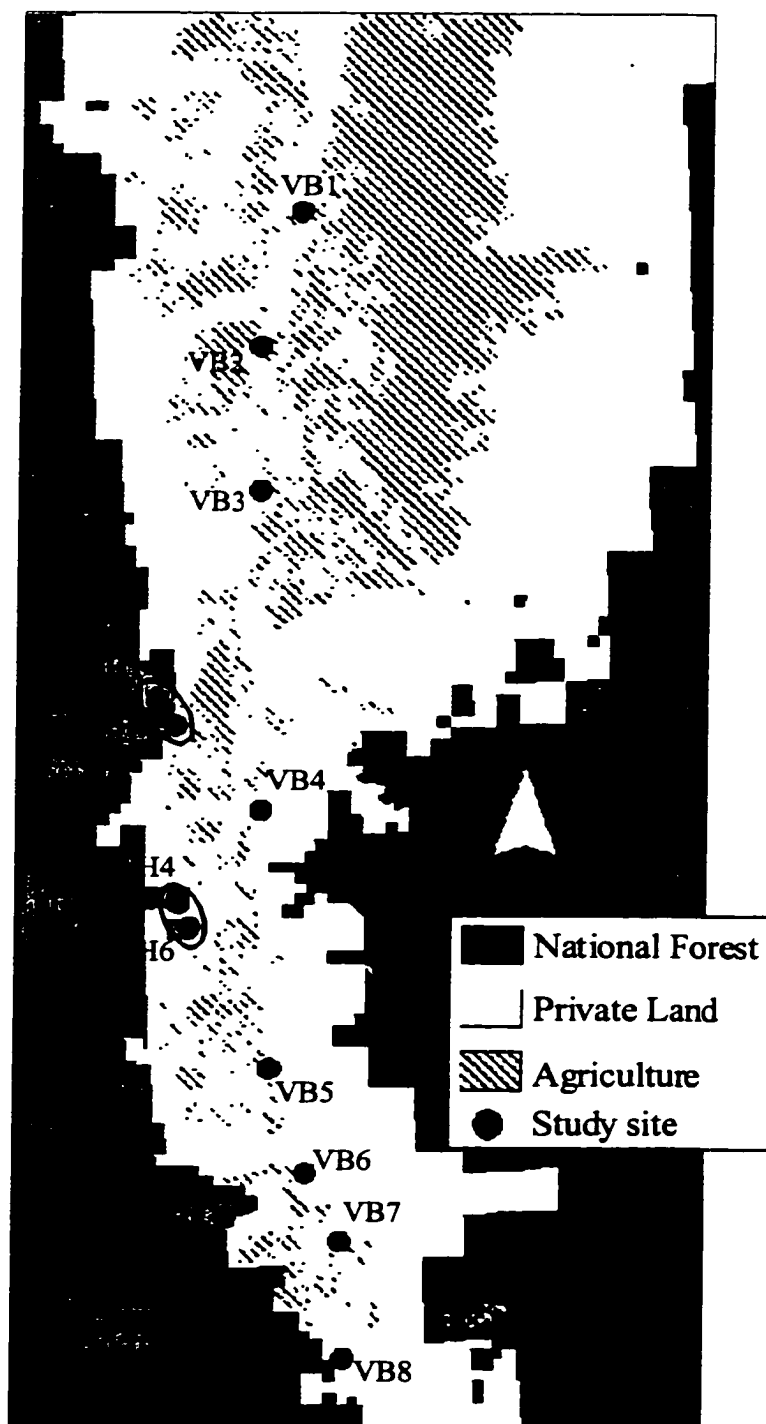 VB1
VB2
VB3
VB4
H4
H6
National Forest
Private Land
Agriculture
Study site
VB5
VB6
VB7
VB8